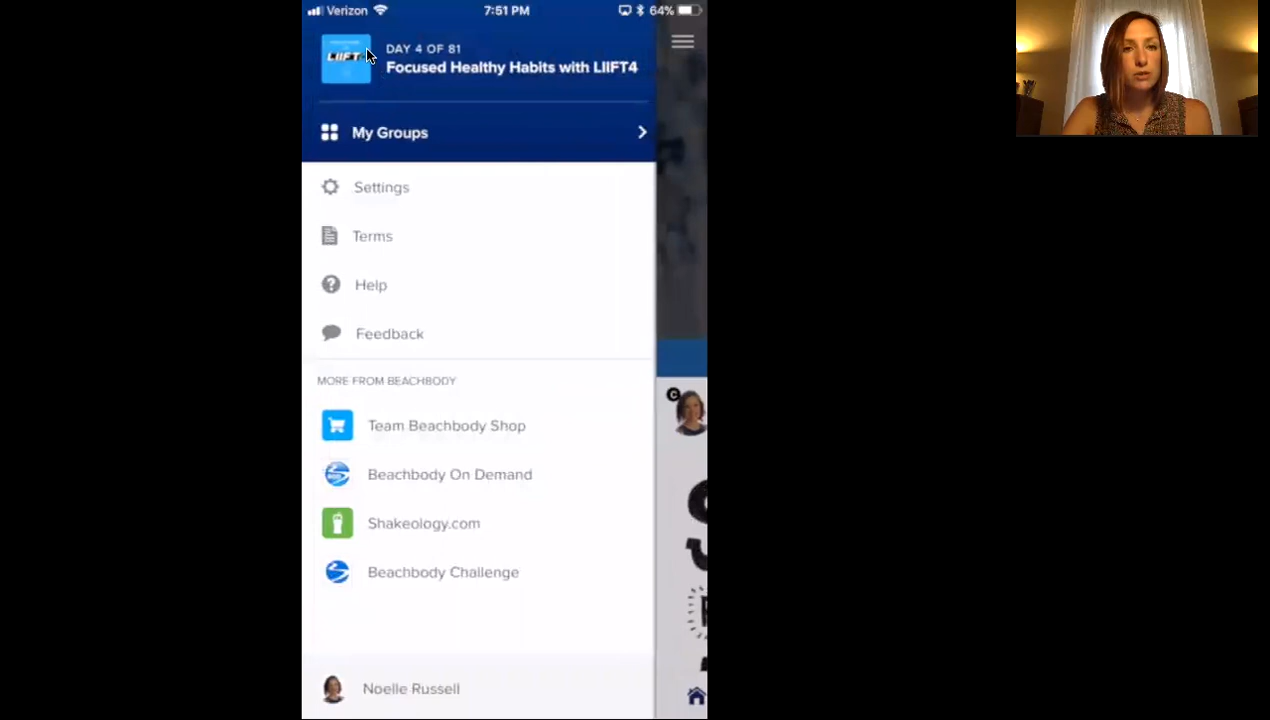 Verizon 7:51 PM 64%
DAY 4 OF 81
LIIFT4
Focused Healthy Habits with LIIFT4
My Groups
Settings
Terms
Help
Feedback
MORE FROM BEACHBODY
Team Beachbody Shop
Beachbody On Demand
Shakeology.com
Beachbody Challenge
Noelle Russell